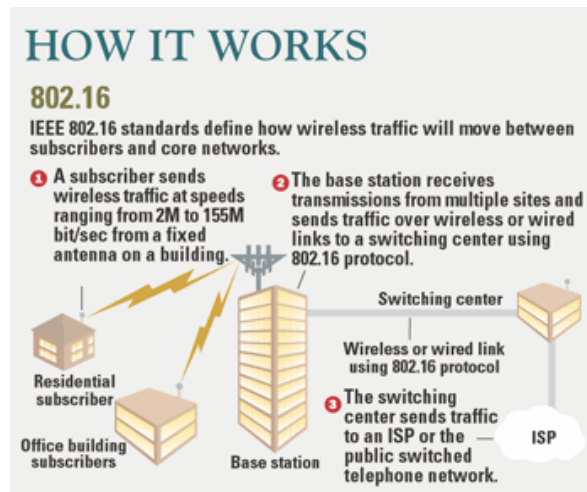 HOW IT WORKS
802.16
IEEE 802.16 standards define how wireless traffic will move between
subscribers and core networks.
1 A subscriber sends
wireless traffic at speeds
ranging from 2M to 155M
bit/sec from a fixed
antenna on a building.
2 The base station receives
transmissions from multiple sites and
sends traffic over wireless or wired
links to a switching center using
802.16 protocol.
Switching center
Wireless or wired link
using 802.16 protocol
Residential
subscriber
Office building
subscribers
Base station
3 The switching
center sends traffic
to an ISP or the
public switched
telephone network.
ISP